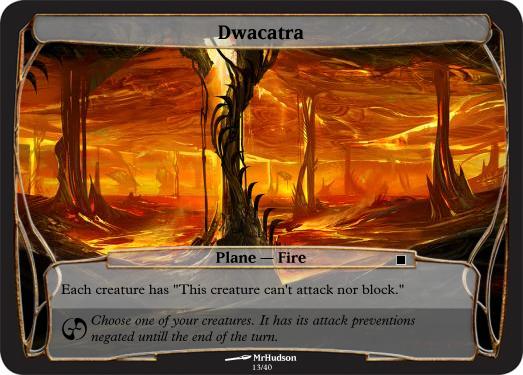 Dwacatra
Plane — Fire
Each creature has "This creature can't attack nor block."
Choose one of your creatures. It has its attack preventions
negated untill the end of the turn.
MrHudson
13/40